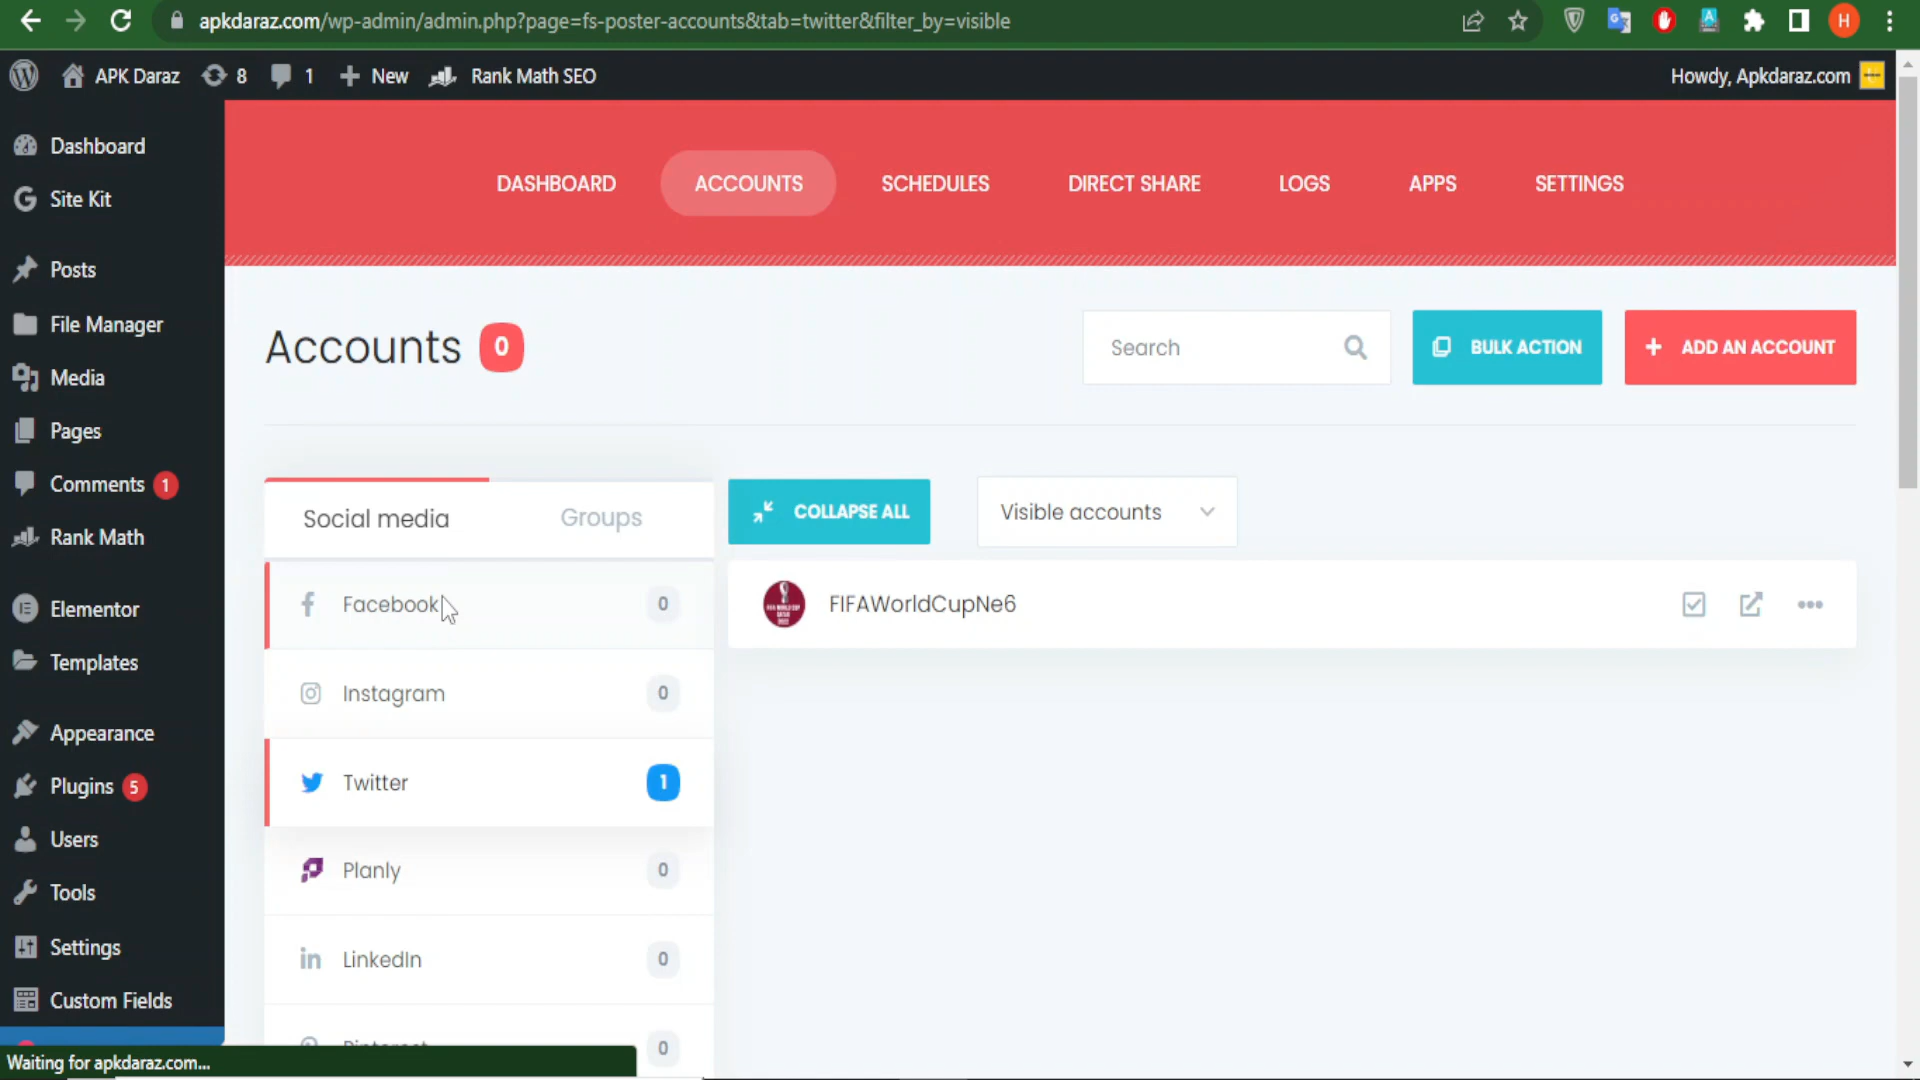 apkdaraz.com/wp-admin/admin.php?page=fs-poster-accounts&tab=twitter&filter_by=visible
H
APK Daraz 8 1 New Rank Math SEO
Howdy, Apkdaraz.com
Dashboard
Site Kit
Posts
File Manager
Media
Pages
Comments 1
Rank Math
Elementor
Templates
Appearance
Plugins 5
Users
Tools
Settings
Custom Fields
Waiting for apkdaraz.com...
DASHBOARD ACCOUNTS SCHEDULES DIRECT SHARE LOGS APPS SETTINGS
Accounts 0
Search
BULK ACTION
+ ADD AN ACCOUNT
Social media Groups
Facebook 0
Instagram 0
Twitter 1
Planly 0
LinkedIn 0
Pinterest 0
COLLAPSE ALL
Visible accounts
FIFAWorldCupNe6